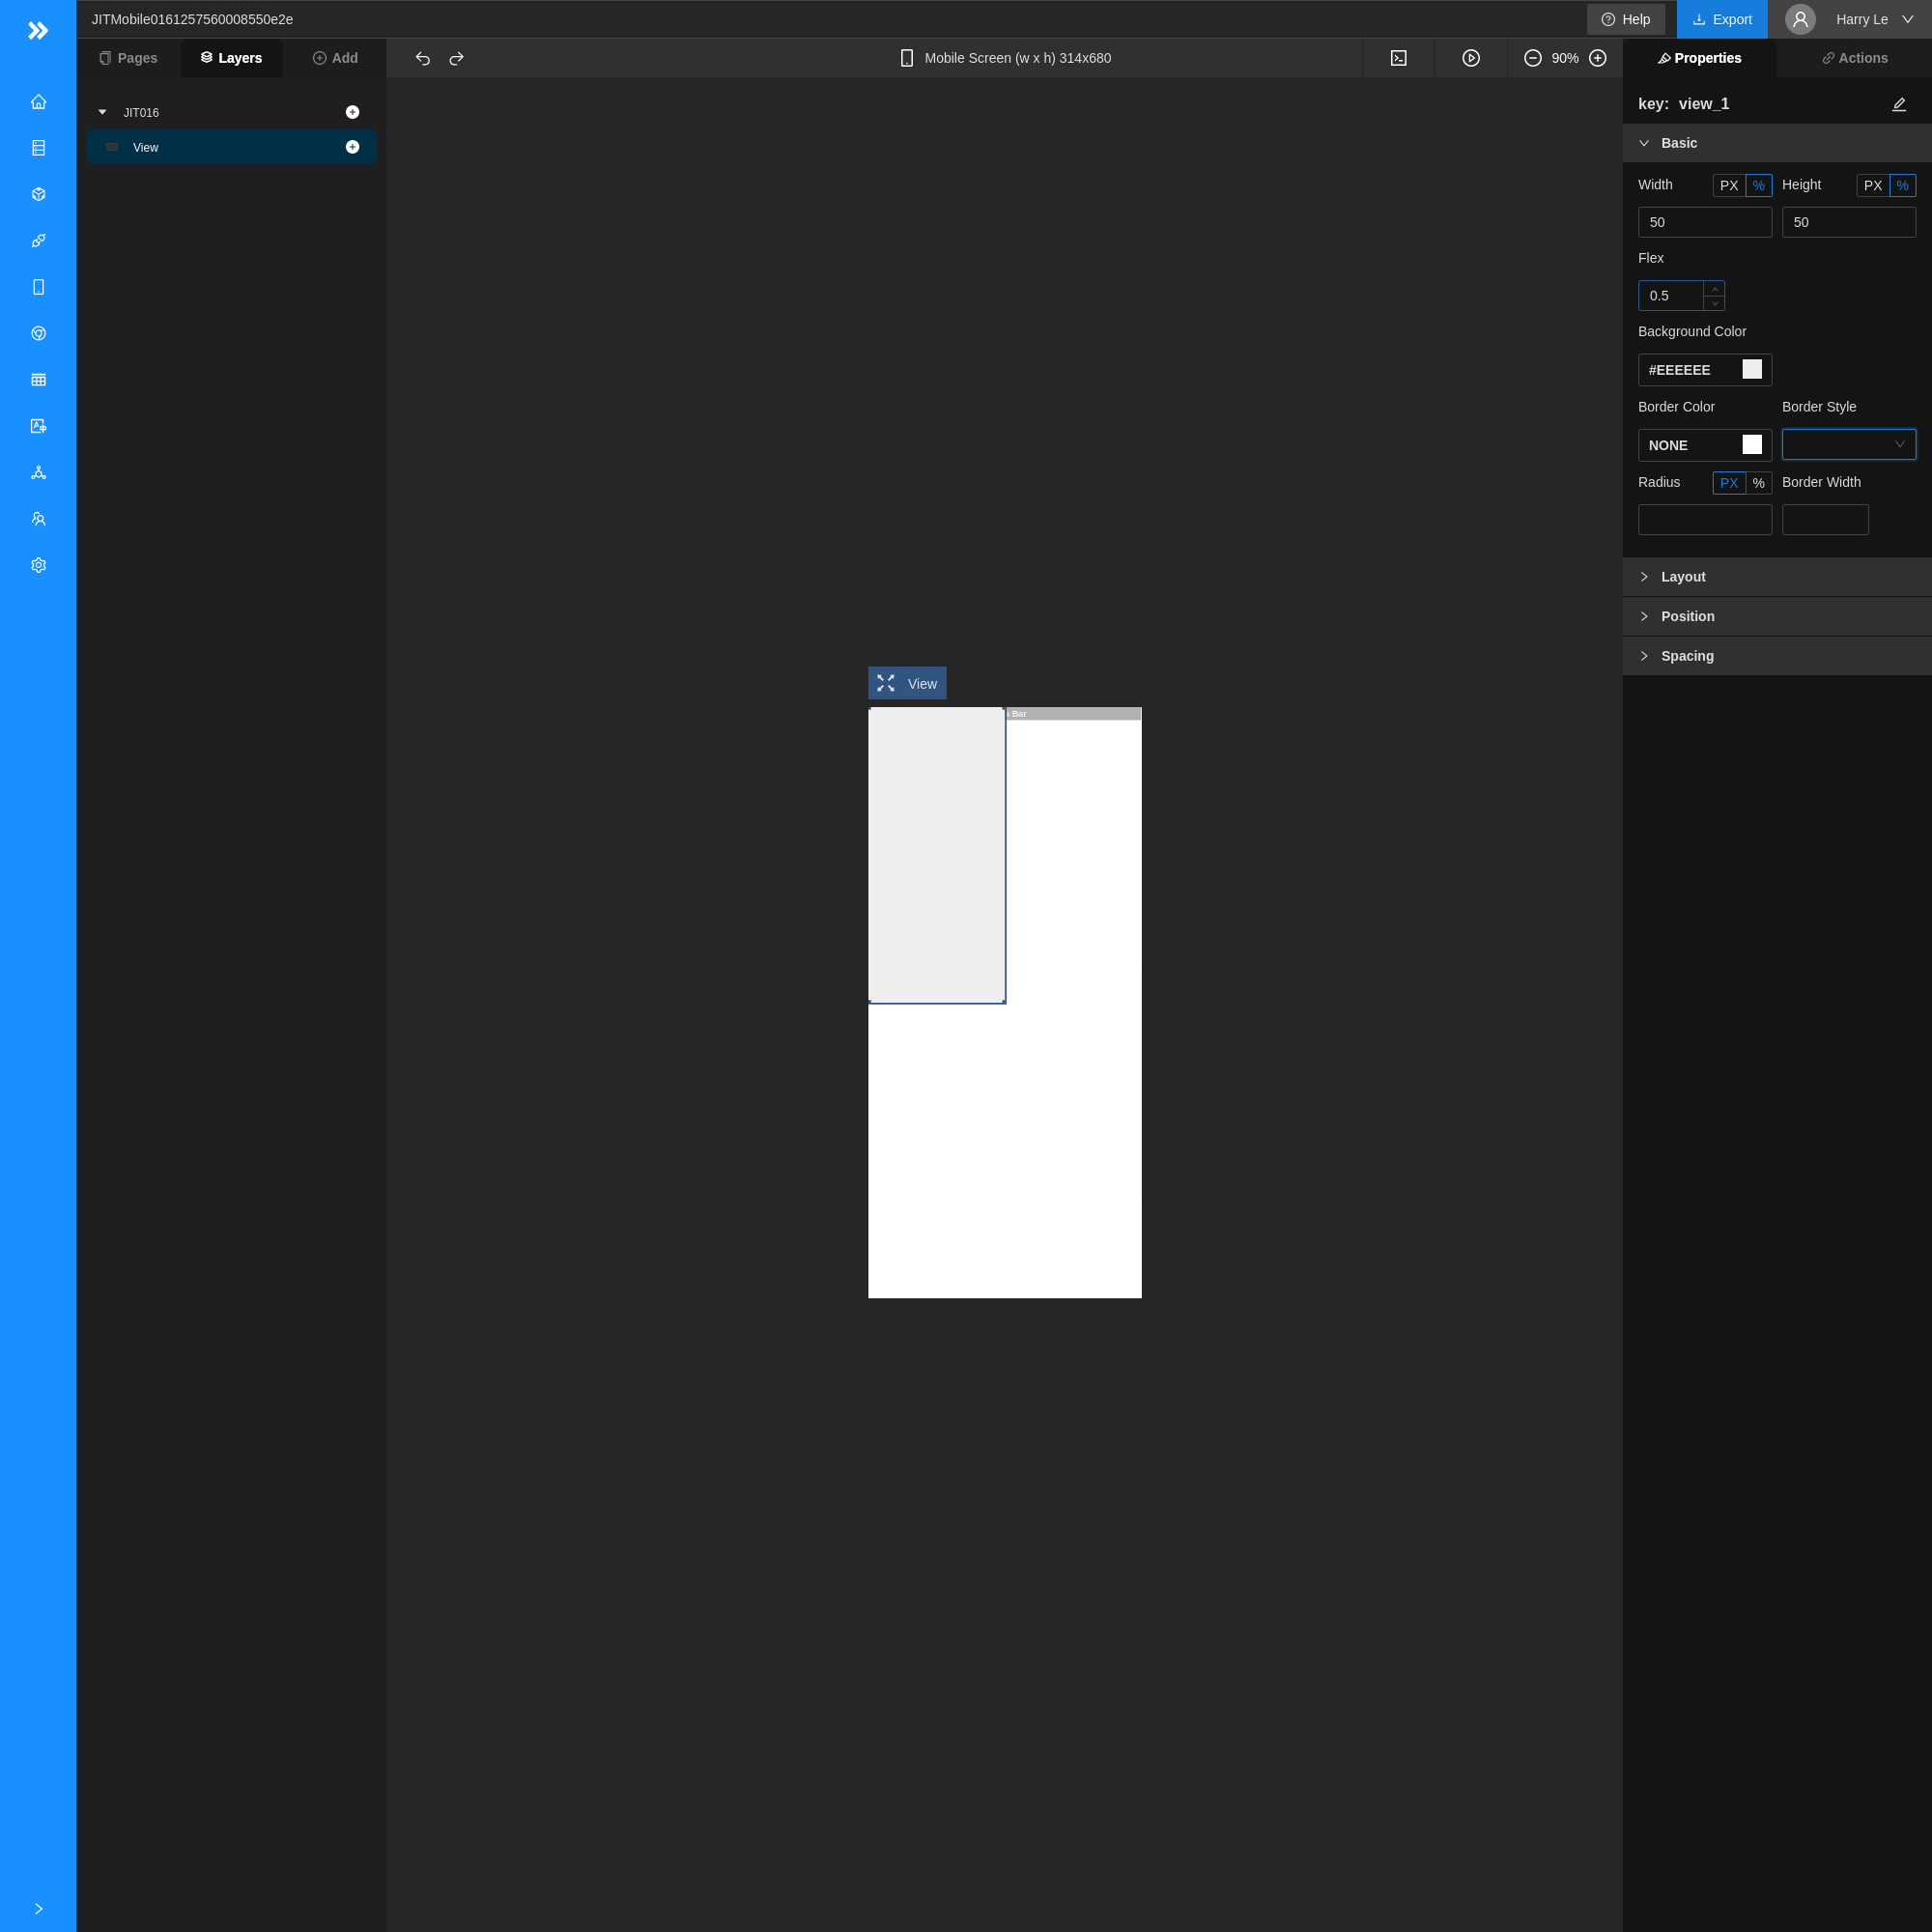 JITMobile0161257560008550e2e
Help
Export
Harry Le
Pages
Layers
Add
Mobile Screen (w x h) 314x680
90%
Properties
Actions
JIT016
View
key: view_1
Basic
Width PX % Height PX %
50 50
Flex
0.5
Background Color
#EEEEEE
Border Color Border Style
NONE
Radius PX % Border Width
Layout
Position
Spacing
View
Bar